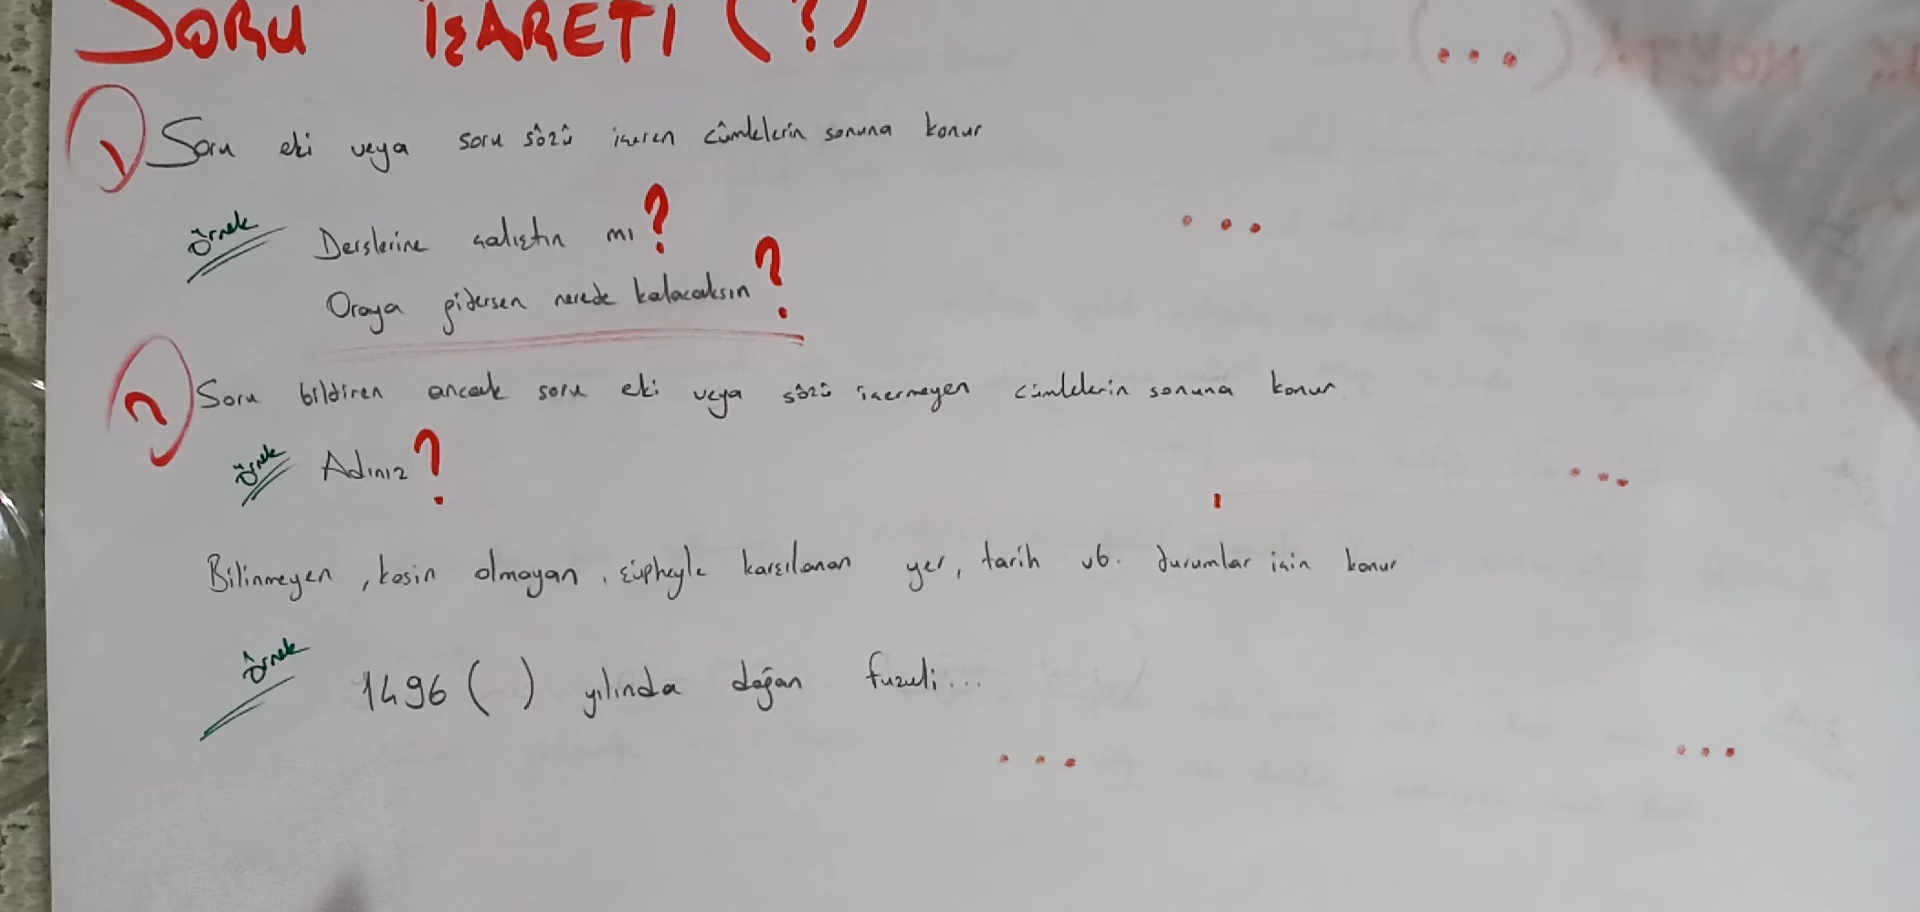 SORU İŞARETİ (?)
1) Soru eki veya soru sözü içeren cümlelerin sonuna konur
Örnek Derslerine çalıştın mı?
Oraya gidersen nerede kalacaksın?
2) Soru bildiren ancak soru eki veya sözü içermeyen cümlelerin sonuna konur
Örnek Adınız?
Bilinmeyen, kesin olmayan, şüpheyle karşılanan yer, tarih vb. durumlar için konur
Örnek 1496 ( ) yılında doğan fuzuli...